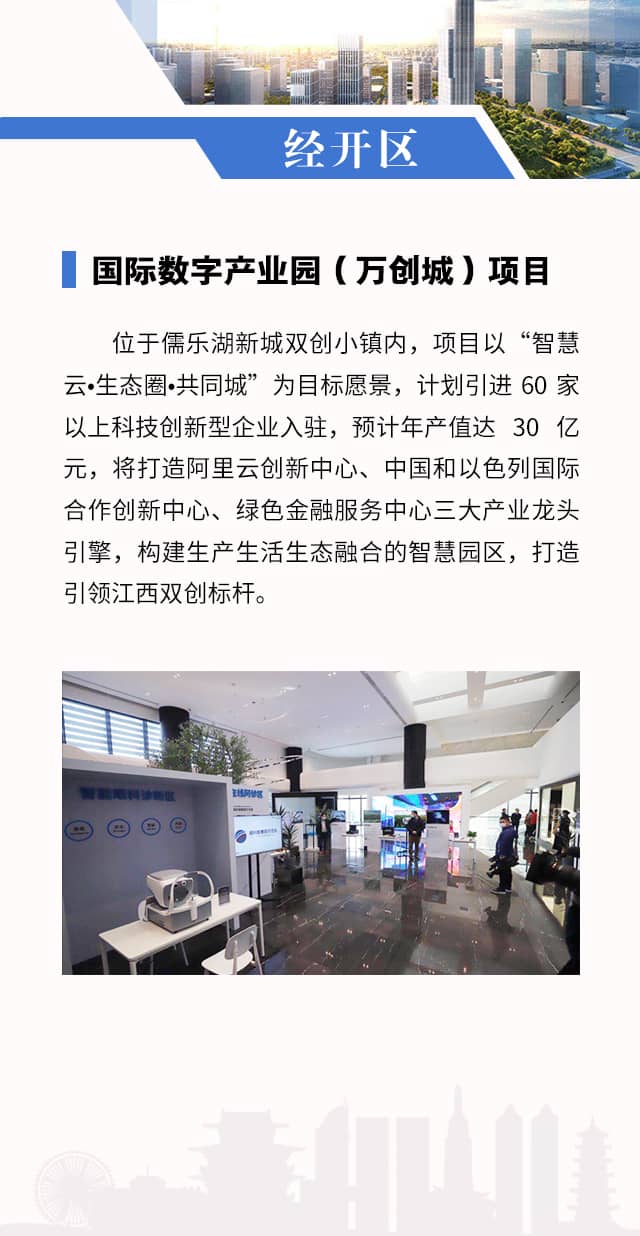 经开区
国际数字产业园（万创城）项目
位于儒乐湖新城双创小镇内，项目以“智慧
云•生态圈•共同城”为目标愿景，计划引进 60 家
以上科技创新型企业入驻，预计年产值达 30 亿
元，将打造阿里云创新中心、中国和以色列国际
合作创新中心、绿色金融服务中心三大产业龙头
引擎，构建生产生活生态融合的智慧园区，打造
引领江西双创标杆。
智能眼科诊断区
在线问诊区